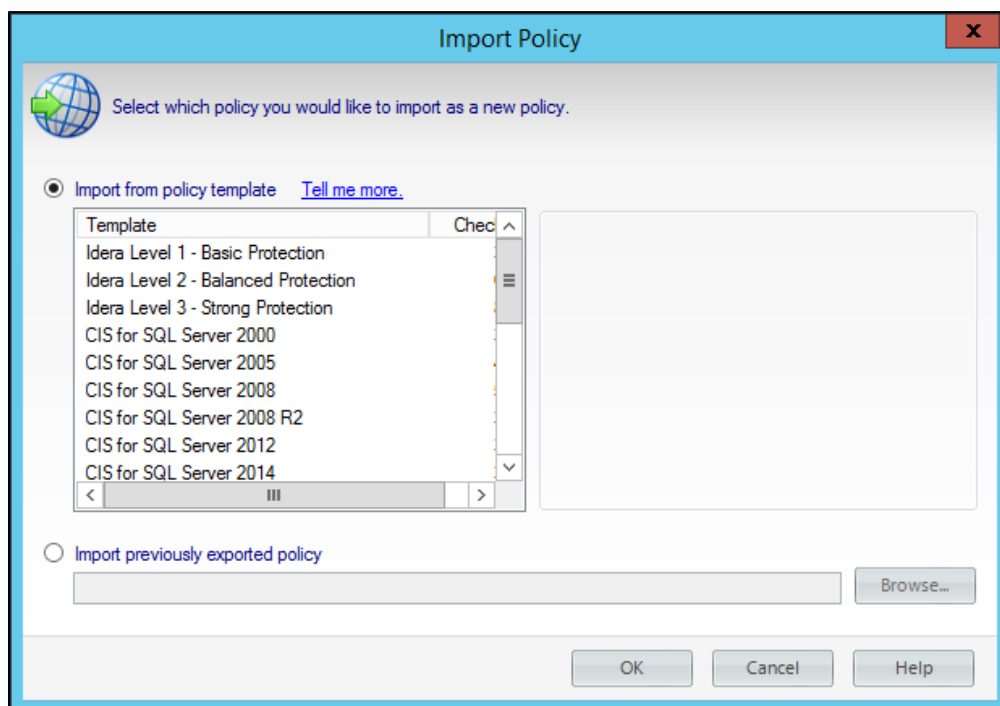 Import Policy
x
Select which policy you would like to import as a new policy.
Import from policy template Tell me more.
Template
Idera Level 1 - Basic Protection
Idera Level 2 - Balanced Protection
Idera Level 3 - Strong Protection
CIS for SQL Server 2000
CIS for SQL Server 2005
CIS for SQL Server 2008
CIS for SQL Server 2008 R2
CIS for SQL Server 2012
CIS for SQL Server 2014
Import previously exported policy
Browse...
OK Cancel Help